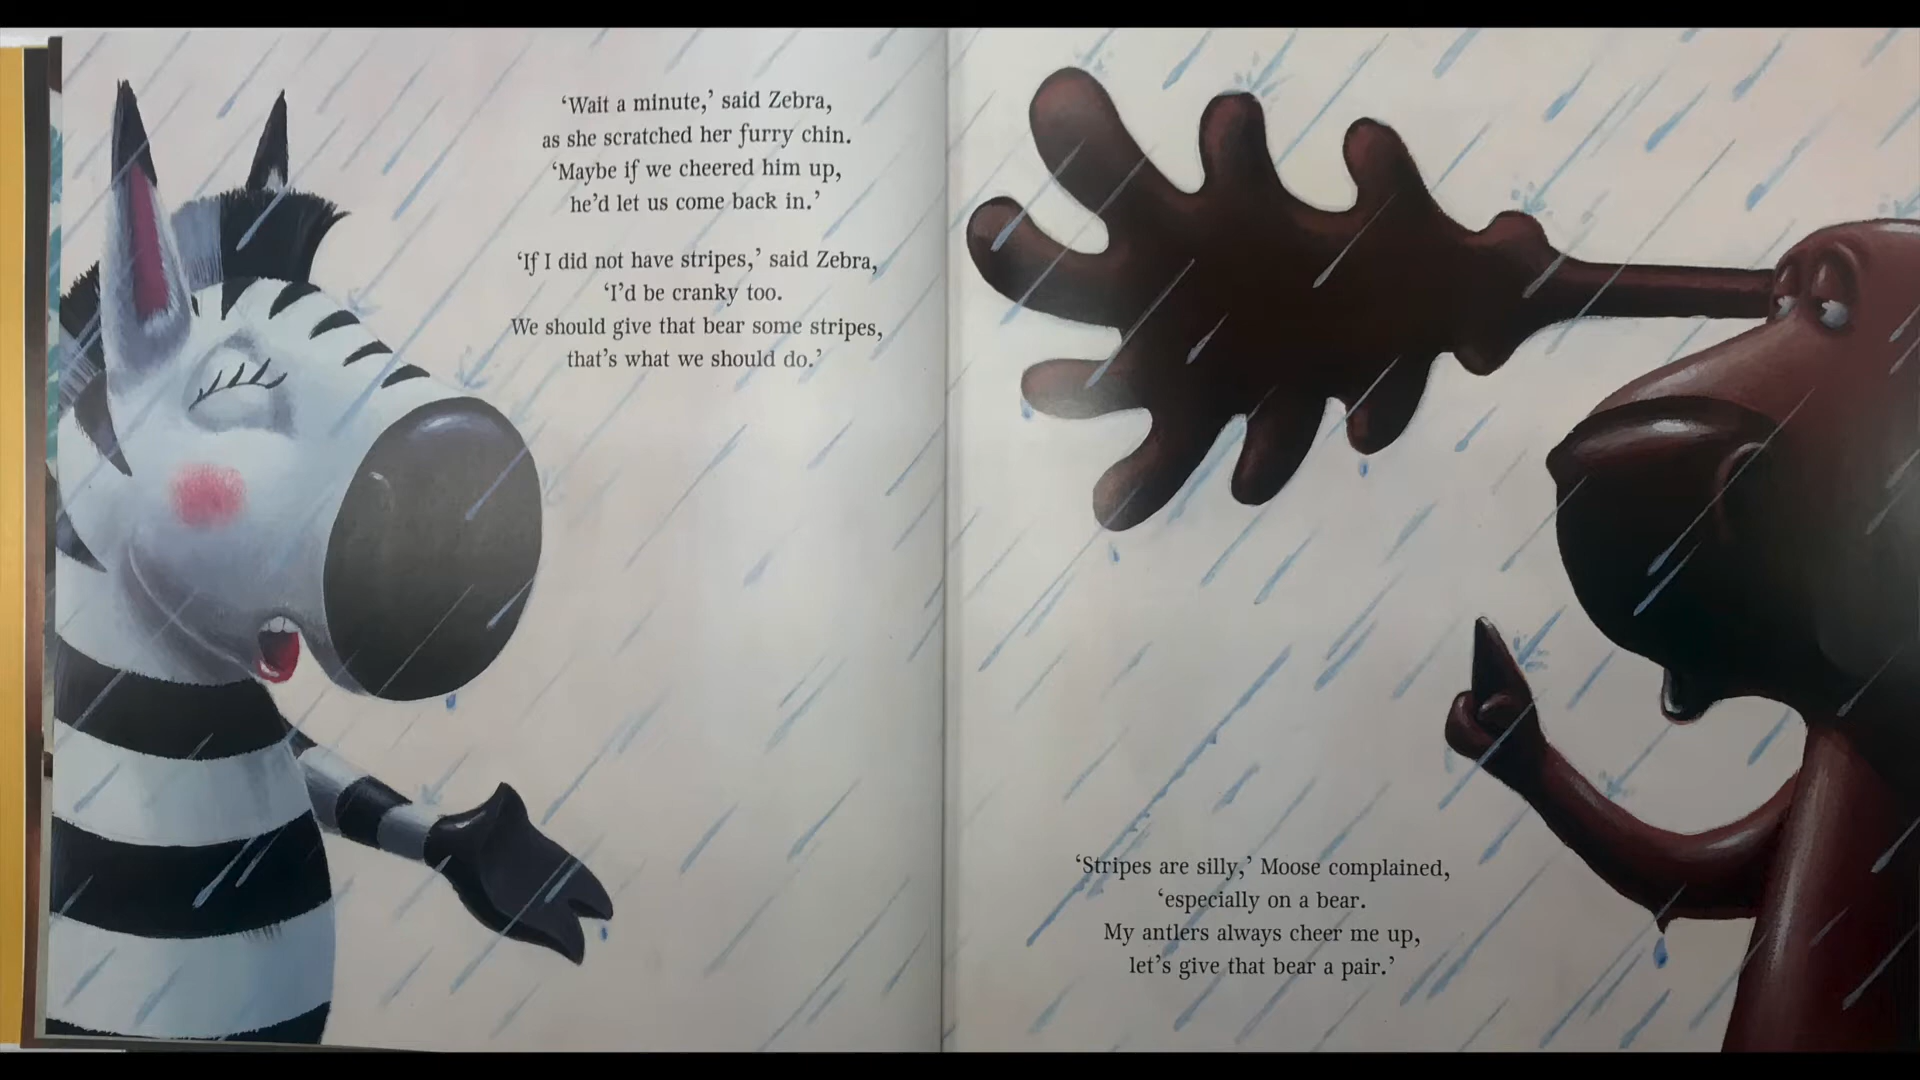 ‘Wait a minute,’ said Zebra,
as she scratched her furry chin.
‘Maybe if we cheered him up,
he’d let us come back in.’
‘If I did not have stripes,’ said Zebra,
‘I’d be cranky too.
We should give that bear some stripes,
that’s what we should do.’
‘Stripes are silly,’ Moose complained,
‘especially on a bear.
My antlers always cheer me up,
let’s give that bear a pair.’